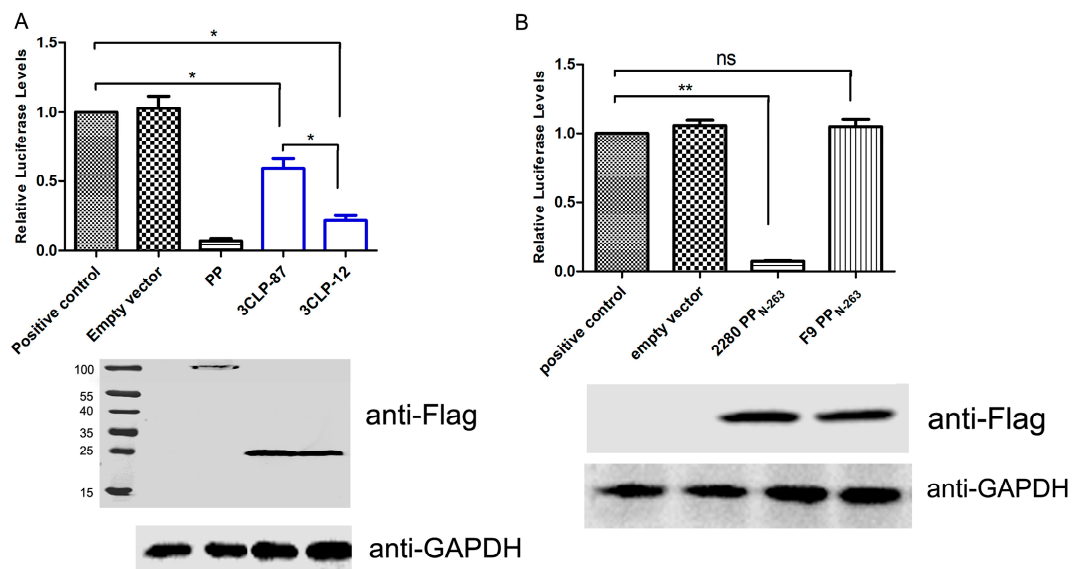 A
Relative Luciferase Levels
1.5
1.0
0.5
0.0
*
*
*
Positive control
Empty vector
PP
3CLP-87
3CLP-12
100
55
40
35
25
15
anti-Flag
anti-GAPDH
B
Relative Luciferase Levels
1.5
1.0
0.5
0.0
ns
**
positive control
empty vector
2280 PP_N-263
F9 PP_N-263
anti-Flag
anti-GAPDH